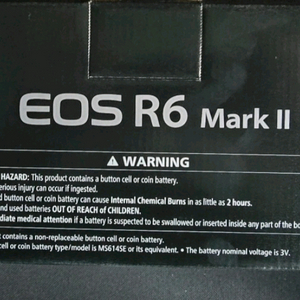 EOS R6 Mark II
⚠ WARNING
HAZARD: This product contains a button cell or coin battery.
erious injury can occur if ingested.
d button cell or coin battery can cause Internal Chemical Burns in as little as 2 hours.
and used batteries OUT OF REACH of CHILDREN.
diate medical attention if a battery is suspected to be swallowed or inserted inside any part of the bo
t contains a non-replaceable button cell or coin battery.
cell or coin battery type/model is MS614SE or its equivalent. • The battery nominal voltage is 3V.